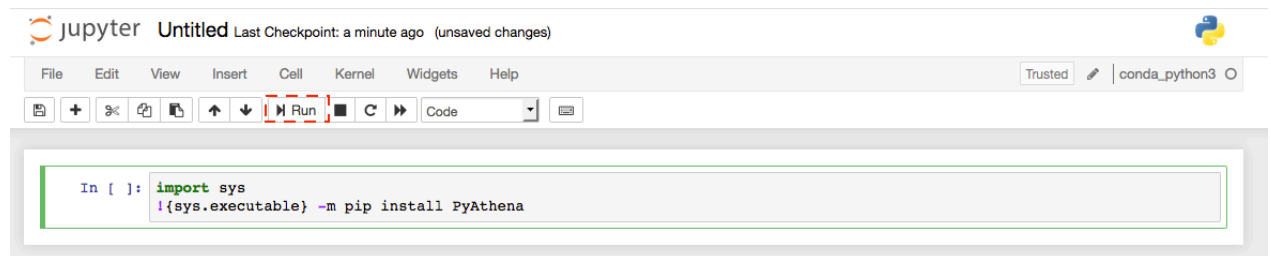 jupyter Untitled Last Checkpoint: a minute ago (unsaved changes)
File Edit View Insert Cell Kernel Widgets Help Trusted conda_python3
Run Code
In [ ]: import sys
!{sys.executable} -m pip install PyAthena